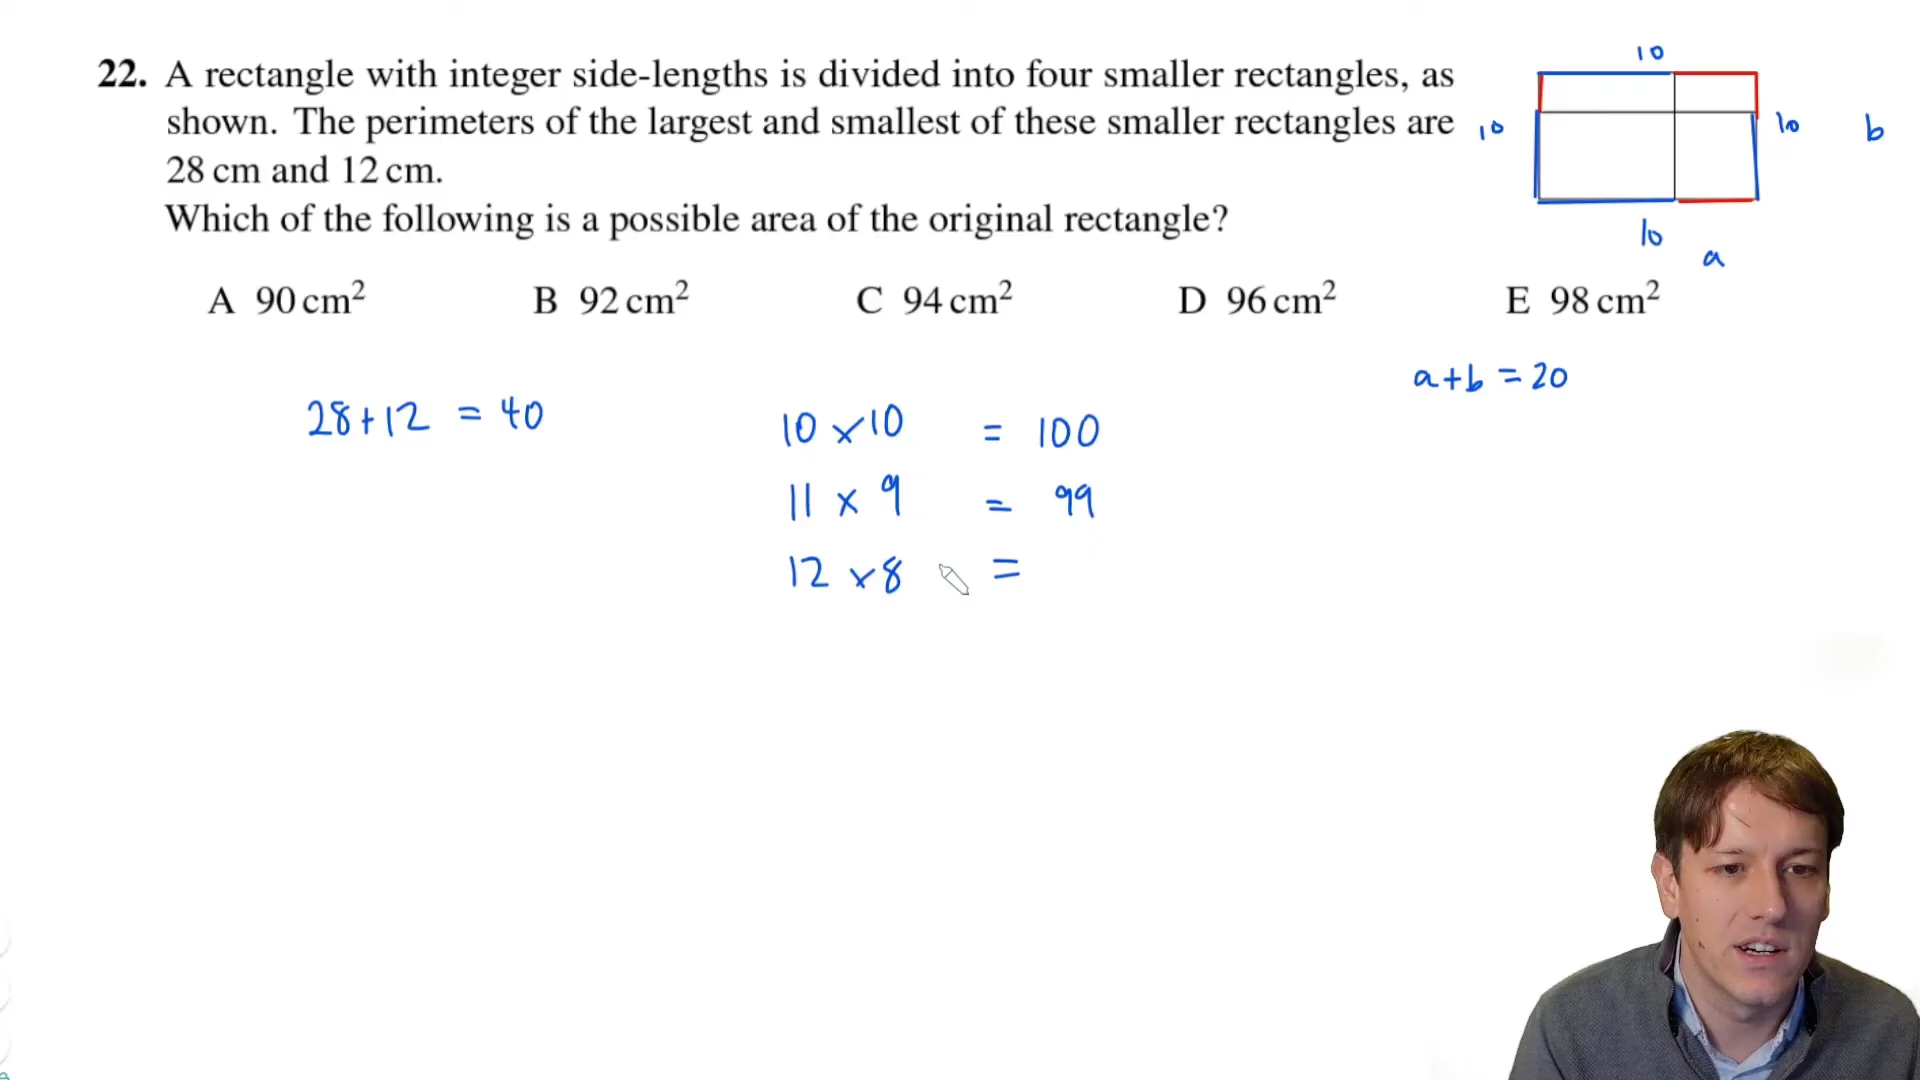 22. A rectangle with integer side-lengths is divided into four smaller rectangles, as
shown. The perimeters of the largest and smallest of these smaller rectangles are
28 cm and 12 cm.
Which of the following is a possible area of the original rectangle?
10
10
10
b
10
a
A 90 cm² B 92 cm² C 94 cm² D 96 cm² E 98 cm²
a+b = 20
28+12 = 40
10 × 10 = 100
11 × 9 = 99
12 × 8 =